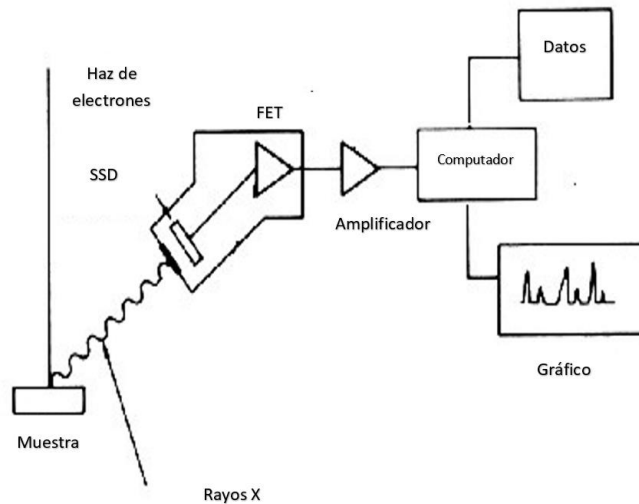 Haz de
electrones
Datos
FET
SSD
Computador
Amplificador
Gráfico
Muestra
Rayos X